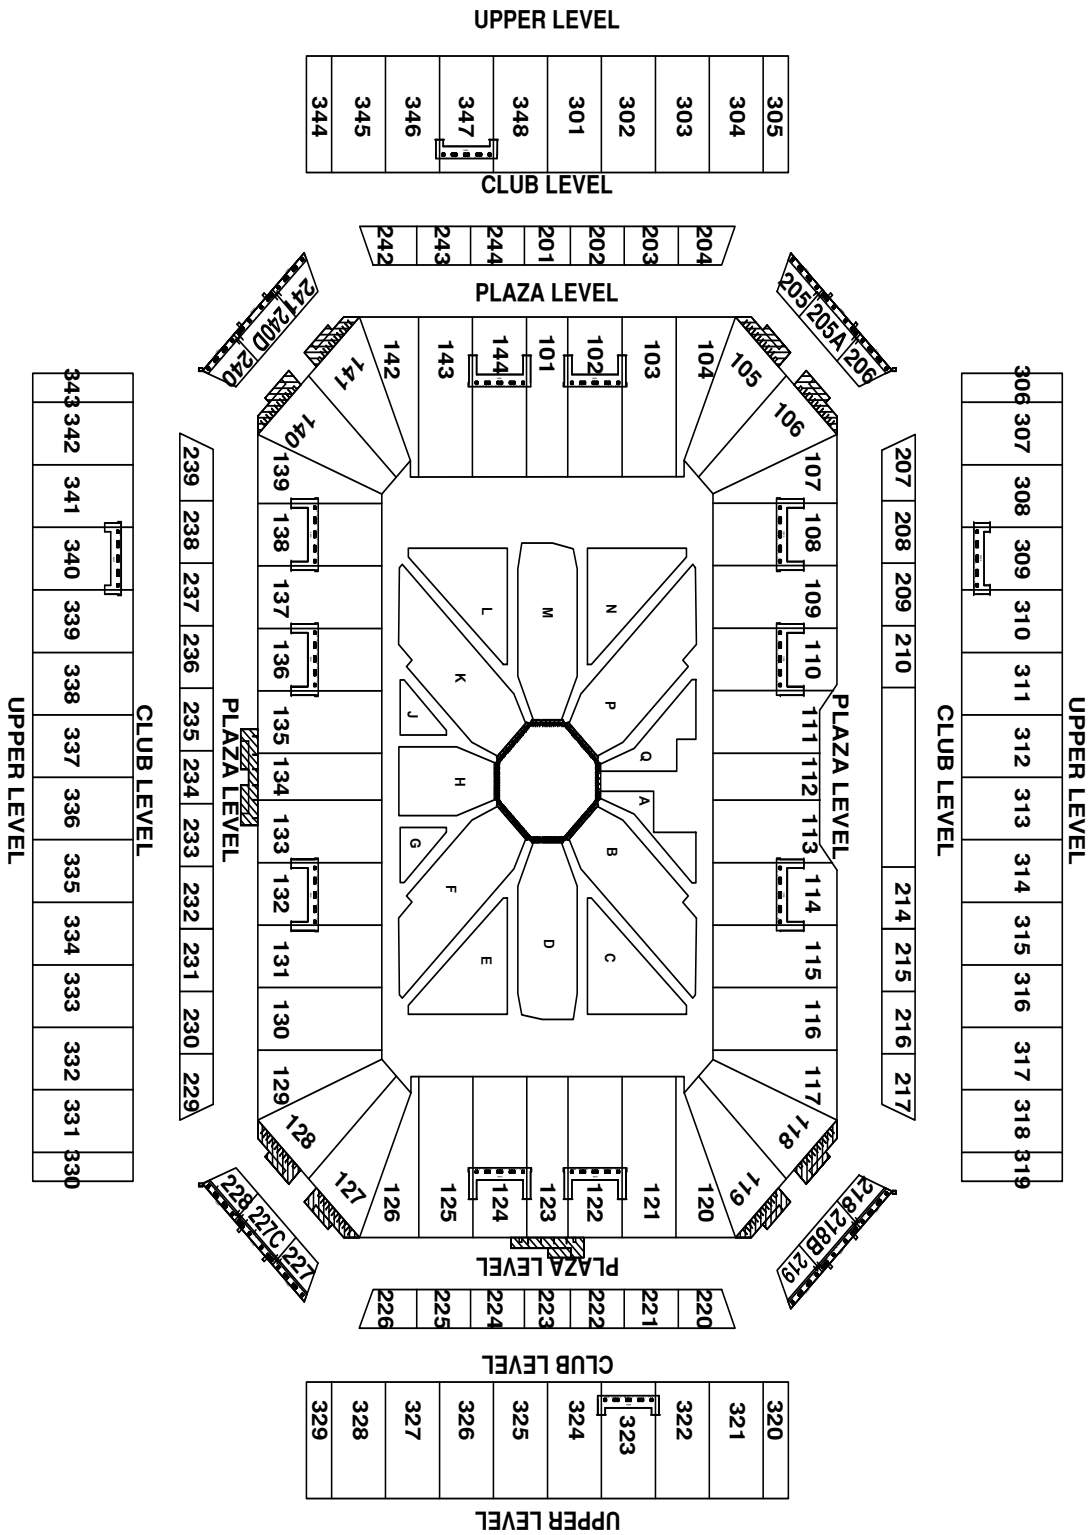 UPPER LEVEL
344 345 346 347 348 301 302 303 304 305
CLUB LEVEL
242 243 244 201 202 203 204
241 240D 240
205 205A 206
PLAZA LEVEL
142 143 144 101 102 103 104
141 140
105 106
343 342 341 340 339 338 337 336 335 334 333 332 331 330
UPPER LEVEL
CLUB LEVEL
239 238 237 236 235 234 233 232 231 230 229
PLAZA LEVEL
139 138 137 136 135 134 133 132 131 130 129
L M N
K P
J Q
H A
G B
F C
E D
107 108 109 110 111 112 113 114 115 116 117
PLAZA LEVEL
207 208 209 210 214 215 216 217
CLUB LEVEL
306 307 308 309 310 311 312 313 314 315 316 317 318 319
UPPER LEVEL
128 127
118 119
126 125 124 123 122 121 120
PLAZA LEVEL
228 227C 227
218 218B 219
226 225 224 223 222 221 220
CLUB LEVEL
329 328 327 326 325 324 323 322 321 320
UPPER LEVEL